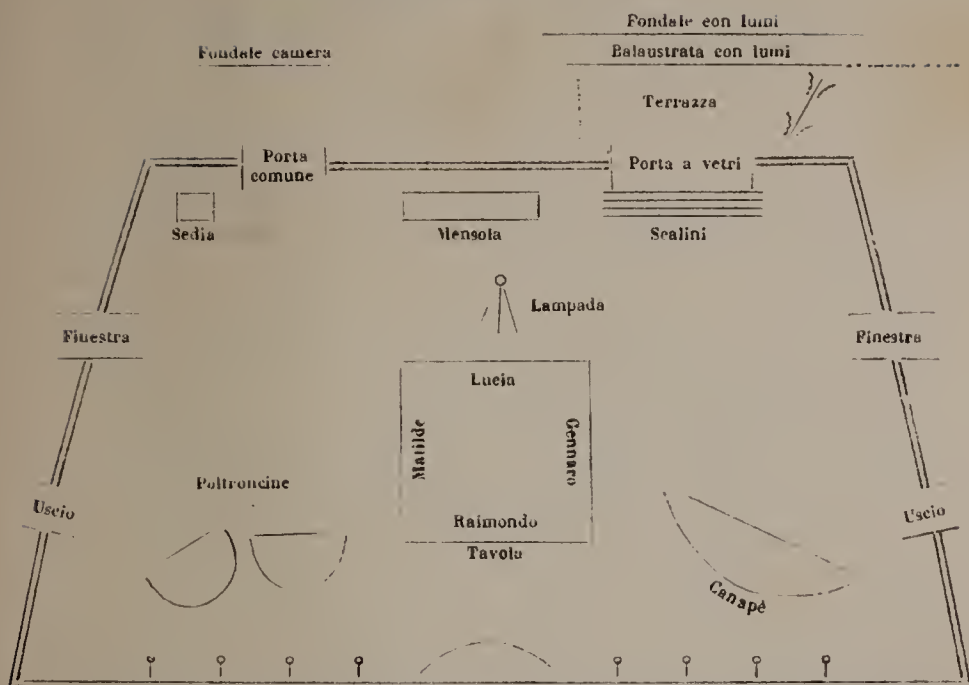 Fondale con lumi
Fondale camera
Balaustrata con lumi
Terrazza
Porta
comune
Porta a vetri
Sedia
Mensola
Scalini
Lampada
Finestra
Finestra
Lucia
Matilde
Gennaro
Poltroncine
Uscio
Uscio
Raimondo
Tavola
Canapè